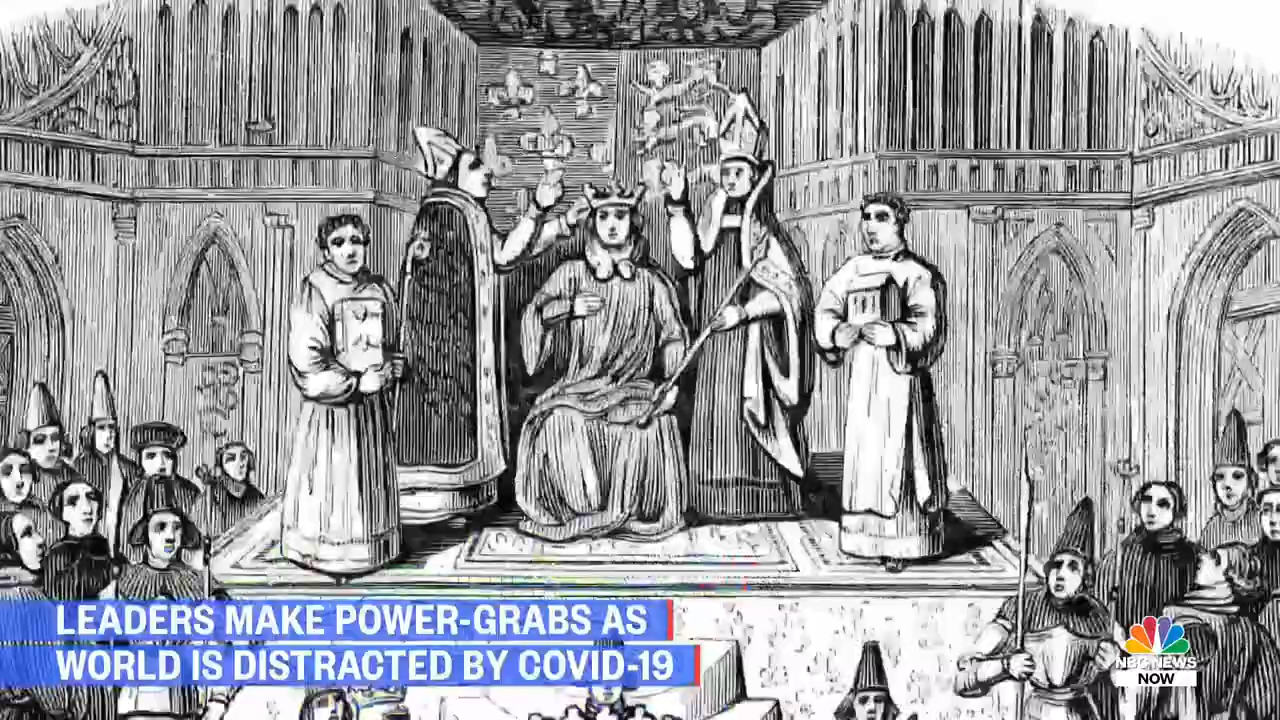 LEADERS MAKE POWER-GRABS AS
WORLD IS DISTRACTED BY COVID-19
NBC NEWS
NOW